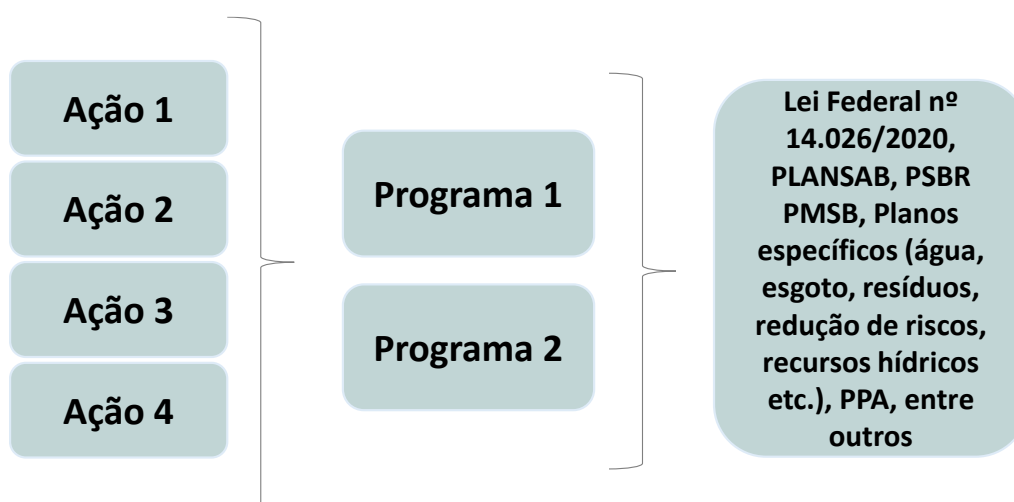 Ação 1
Ação 2
Ação 3
Ação 4
Programa 1
Programa 2
Lei Federal nº
14.026/2020,
PLANSAB, PSBR
PMSB, Planos
específicos (água,
esgoto, resíduos,
redução de riscos,
recursos hídricos
etc.), PPA, entre
outros